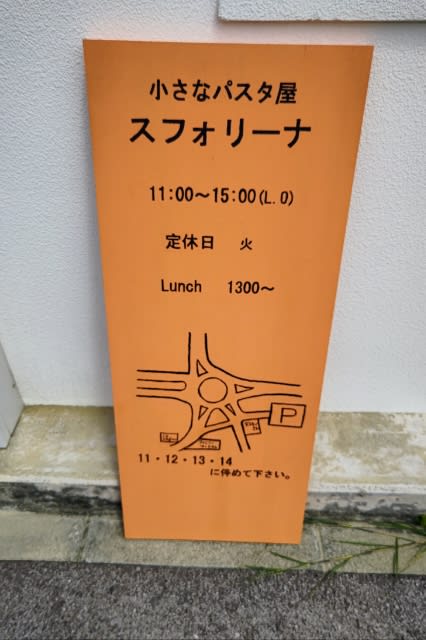 小さなパスタ屋
スフォリーナ
11:00～15:00(L.O)
定休日 火
Lunch 1300～
P
11・12・13・14
に停めて下さい。